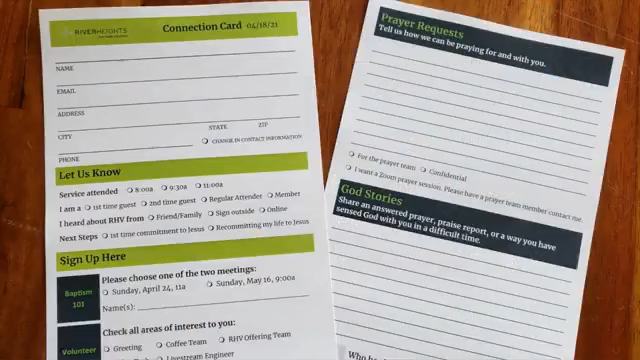 RIVERHEIGHTS
Connection Card 04/18/21
NAME
EMAIL
ADDRESS
CITY STATE ZIP
PHONE CHANGE IN CONTACT INFORMATION
Let Us Know
Service attended 8:00a 9:30a 11:00a
I am a 1st time guest 2nd time guest Regular Attender Member
I heard about RHV from Friend/Family Sign outside Online
Next Steps 1st time commitment to Jesus Recommitting my life to Jesus
Sign Up Here
Baptism
101
Please choose one of the two meetings:
Sunday, April 24, 11a Sunday, May 16, 9:00a
Name(s):
Volunteer
Check all areas of interest to you:
Greeting Coffee Team RHV Offering Team
Livestream Engineer
Prayer Requests
Tell us how we can be praying for and with you.
For the prayer team Confidential
I want a Zoom prayer session. Please have a prayer team member contact me.
God Stories
Share an answered prayer, praise report, or a way you have
sensed God with you in a difficult time.